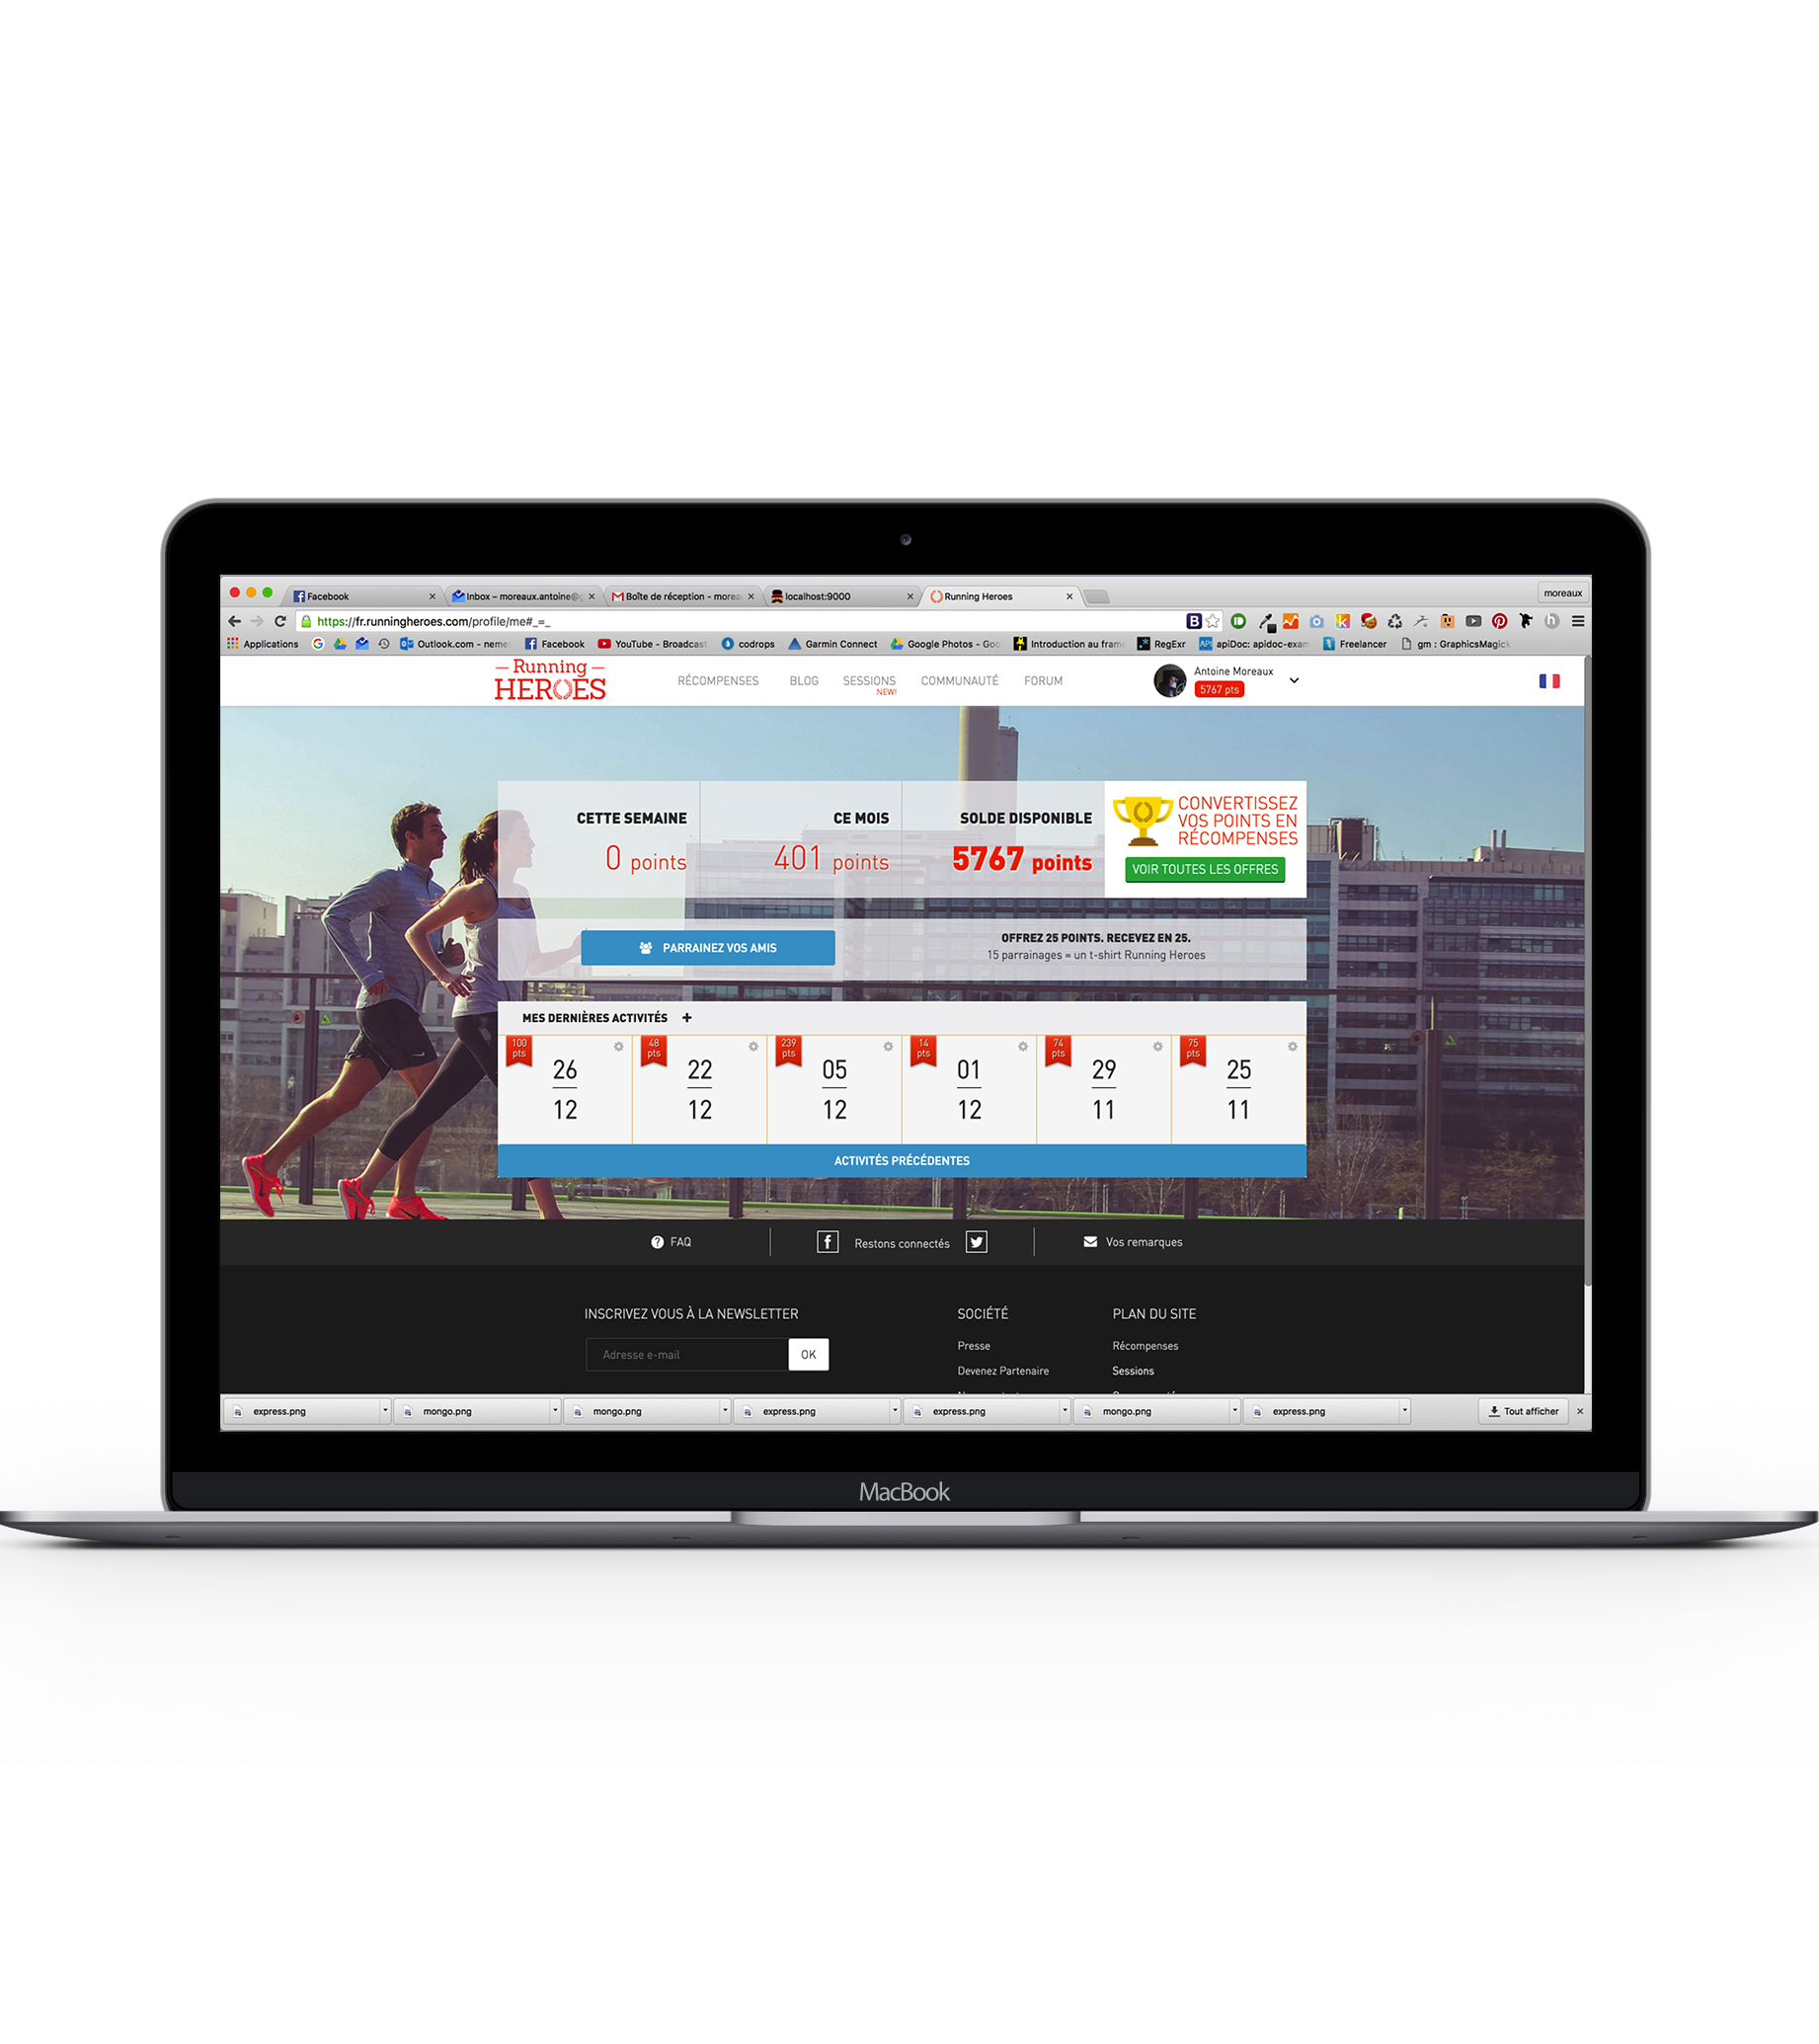 Facebook
Inbox – moreaux.antoine@g
Boîte de réception - morea
localhost:9000
Running Heroes
moreaux
https://fr.runningheroes.com/profile/me#_=_
Applications
Outlook.com - neme
Facebook
YouTube - Broadcast
codrops
Garmin Connect
Google Photos - Goo
Introduction au fram
RegExr
apiDoc: apidoc-exam
Freelancer
gm : GraphicsMagick
Running
HEROES
RÉCOMPENSES
BLOG
SESSIONS
NEW!
COMMUNAUTÉ
FORUM
Antoine Moreaux
5767 pts
CETTE SEMAINE
0 points
CE MOIS
401 points
SOLDE DISPONIBLE
5767 points
CONVERTISSEZ
VOS POINTS EN
RÉCOMPENSES
VOIR TOUTES LES OFFRES
PARRAINEZ VOS AMIS
OFFREZ 25 POINTS. RECEVEZ EN 25.
15 parrainages = un t-shirt Running Heroes
MES DERNIÈRES ACTIVITÉS +
100
pts
26
12
48
pts
22
12
239
pts
05
12
14
pts
01
12
74
pts
29
11
75
pts
25
11
ACTIVITÉS PRÉCÉDENTES
FAQ
Restons connectés
Vos remarques
INSCRIVEZ VOUS À LA NEWSLETTER
Adresse e-mail
OK
SOCIÉTÉ
Presse
Devenez Partenaire
PLAN DU SITE
Récompenses
Sessions
express.png
mongo.png
mongo.png
express.png
express.png
mongo.png
express.png
Tout afficher
MacBook